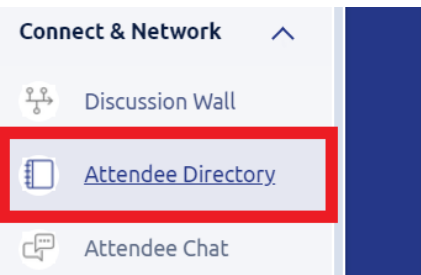 Connect & Network
Discussion Wall
Attendee Directory
Attendee Chat